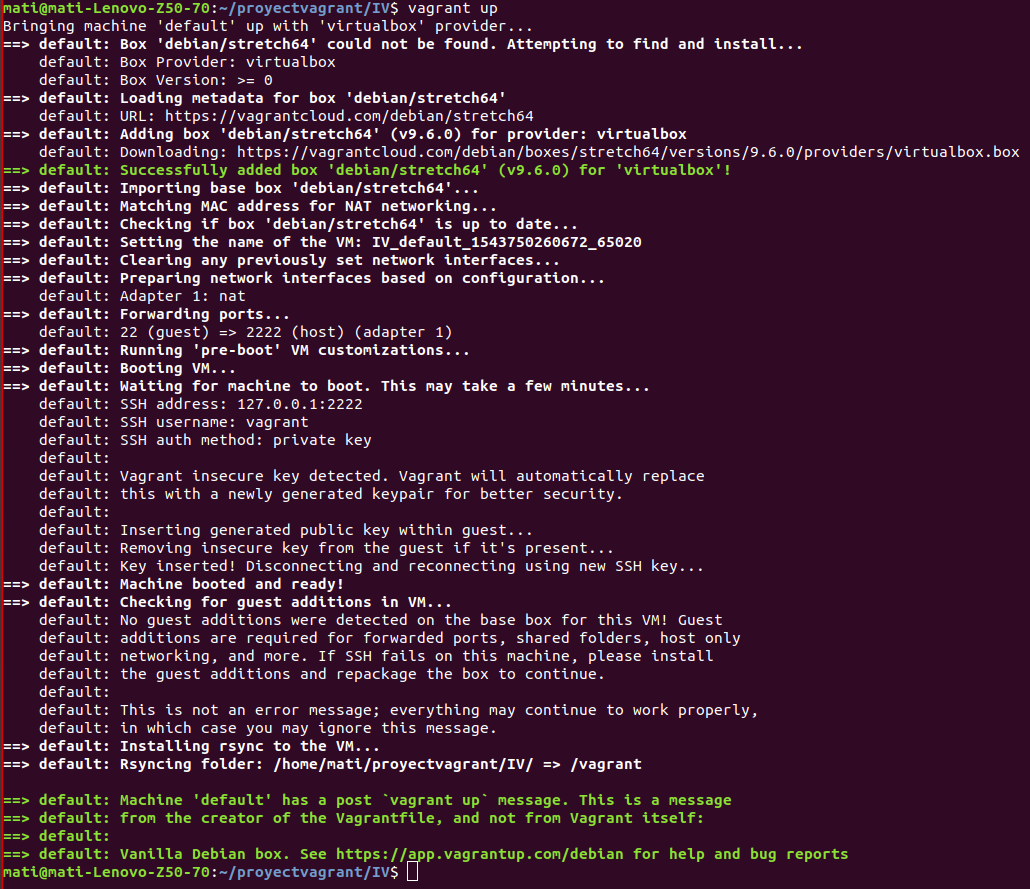 mati@mati-Lenovo-Z50-70:~/proyectvagrant/IV$ vagrant up
Bringing machine 'default' up with 'virtualbox' provider...
==> default: Box 'debian/stretch64' could not be found. Attempting to find and install...
    default: Box Provider: virtualbox
    default: Box Version: >= 0
==> default: Loading metadata for box 'debian/stretch64'
    default: URL: https://vagrantcloud.com/debian/stretch64
==> default: Adding box 'debian/stretch64' (v9.6.0) for provider: virtualbox
    default: Downloading: https://vagrantcloud.com/debian/boxes/stretch64/versions/9.6.0/providers/virtualbox.box
==> default: Successfully added box 'debian/stretch64' (v9.6.0) for 'virtualbox'!
==> default: Importing base box 'debian/stretch64'...
==> default: Matching MAC address for NAT networking...
==> default: Checking if box 'debian/stretch64' is up to date...
==> default: Setting the name of the VM: IV_default_1543750260672_65020
==> default: Clearing any previously set network interfaces...
==> default: Preparing network interfaces based on configuration...
    default: Adapter 1: nat
==> default: Forwarding ports...
    default: 22 (guest) => 2222 (host) (adapter 1)
==> default: Running 'pre-boot' VM customizations...
==> default: Booting VM...
==> default: Waiting for machine to boot. This may take a few minutes...
    default: SSH address: 127.0.0.1:2222
    default: SSH username: vagrant
    default: SSH auth method: private key
    default:
    default: Vagrant insecure key detected. Vagrant will automatically replace
    default: this with a newly generated keypair for better security.
    default:
    default: Inserting generated public key within guest...
    default: Removing insecure key from the guest if it's present...
    default: Key inserted! Disconnecting and reconnecting using new SSH key...
==> default: Machine booted and ready!
==> default: Checking for guest additions in VM...
    default: No guest additions were detected on the base box for this VM! Guest
    default: additions are required for forwarded ports, shared folders, host only
    default: networking, and more. If SSH fails on this machine, please install
    default: the guest additions and repackage the box to continue.
    default:
    default: This is not an error message; everything may continue to work properly,
    default: in which case you may ignore this message.
==> default: Installing rsync to the VM...
==> default: Rsyncing folder: /home/mati/proyectvagrant/IV/ => /vagrant

==> default: Machine 'default' has a post `vagrant up` message. This is a message
==> default: from the creator of the Vagrantfile, and not from Vagrant itself:
==> default:
==> default: Vanilla Debian box. See https://app.vagrantup.com/debian for help and bug reports
mati@mati-Lenovo-Z50-70:~/proyectvagrant/IV$